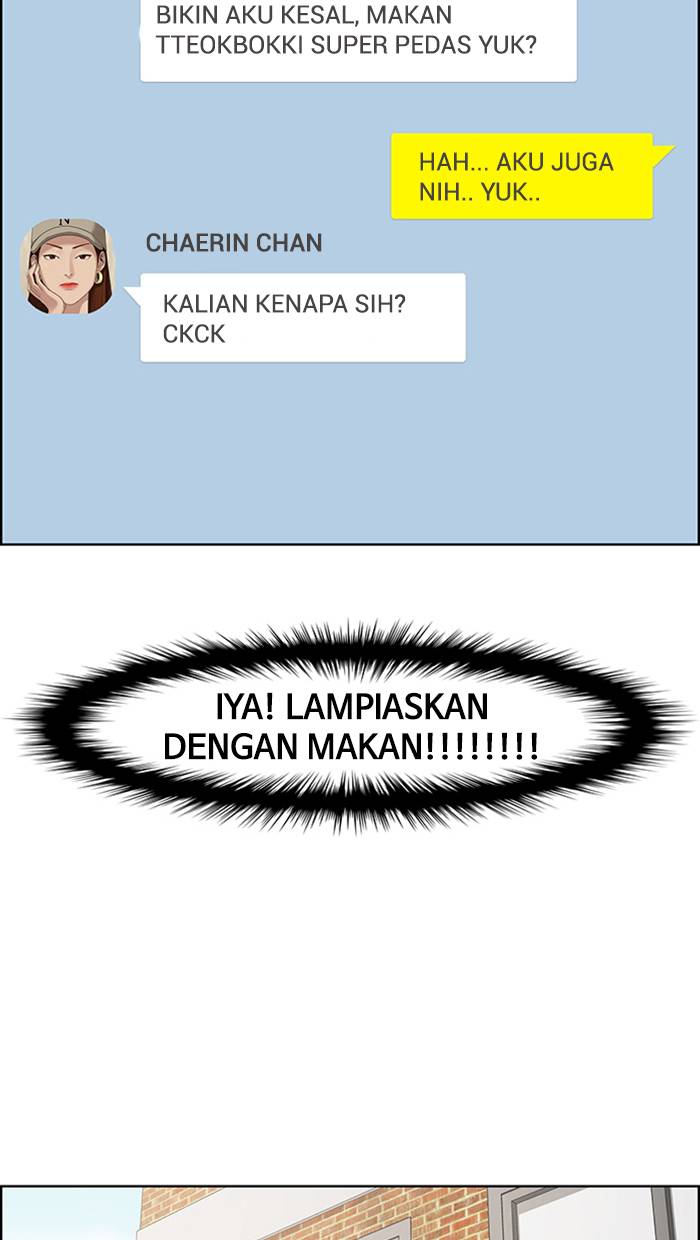 BIKIN AKU KESAL, MAKAN
TTEOKBOKKI SUPER PEDAS YUK?
HAH... AKU JUGA
NIH.. YUK..
N
CHAERIN CHAN
KALIAN KENAPA SIH?
CKCK
IYA! LAMPIASKAN
DENGAN MAKAN!!!!!!!!